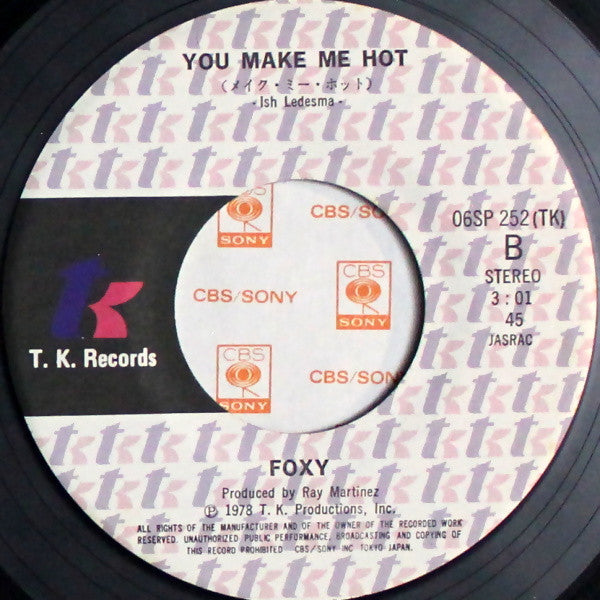 YOU MAKE ME HOT
(メイク・ミー・ホット)
- Ish Ledesma -
CBS/SO
SONY
06SP 252(TK)
B
STEREO
3:01
45
JASRAC
CBS/SONY
CBS
SONY
tk
T. K. Records
CBS
SONY
CBS/SON
FOXY
Produced by Ray Martinez
Ⓟ 1978 T. K. Productions, Inc.
ALL RIGHTS OF THE MANUFACTURER AND OF THE OWNER OF THE RECORDED WORK
RESERVED. UNAUTHORIZED PUBLIC PERFORMANCE, BROADCASTING AND COPYING OF
THIS RECORD PROHIBITED CBS/SONY INC. TOKYO JAPAN.